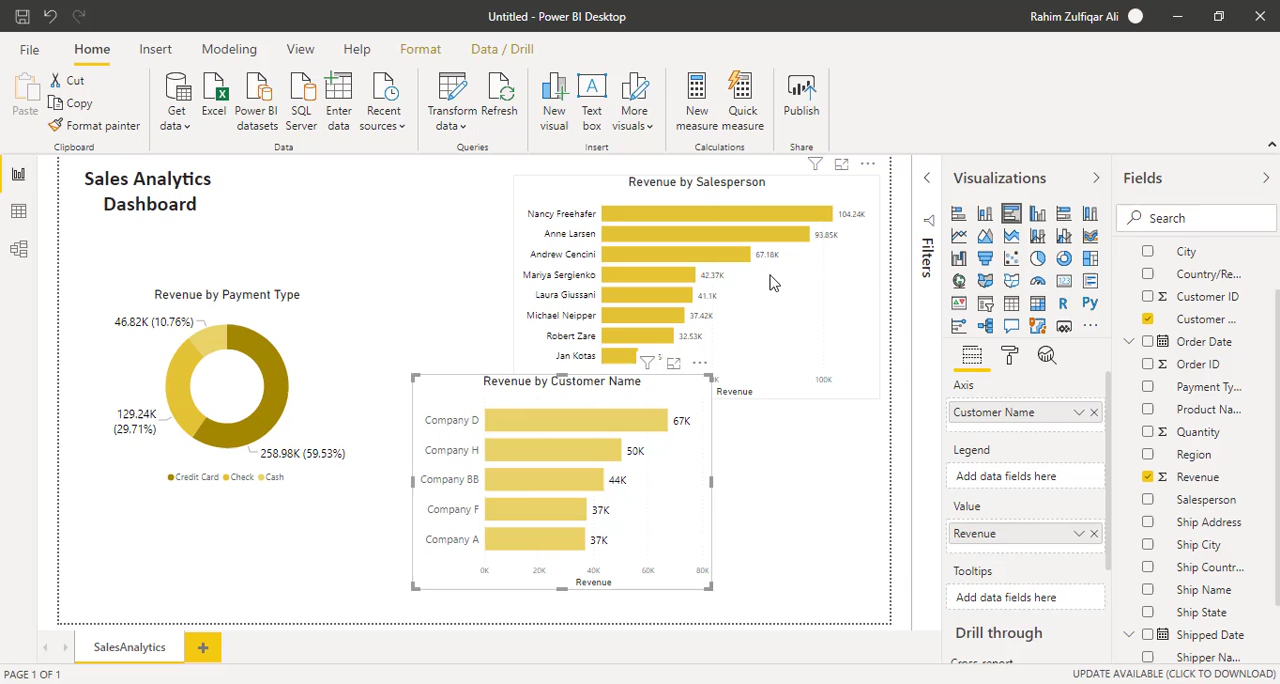 Untitled - Power BI Desktop
Rahim Zulfiqar Ali
File Home Insert Modeling View Help Format Data / Drill
Paste
Cut
Copy
Format painter
Clipboard
Get data
Excel
Power BI datasets
SQL Server
Enter data
Recent sources
Data
Transform data
Refresh
Queries
New visual
Text box
More visuals
Insert
New measure
Quick measure
Calculations
Publish
Share
Sales Analytics
Dashboard
Revenue by Payment Type
46.82K (10.76%)
129.24K
(29.71%)
258.98K (59.53%)
Credit Card Check Cash
Revenue by Salesperson
Nancy Freehafer 104.24K
Anne Larsen 93.85K
Andrew Cencini 67.18K
Mariya Sergienko 42.37K
Laura Giussani 41.1K
Michael Neipper 37.42K
Robert Zare 32.53K
Jan Kotas
100K
Revenue
Revenue by Customer Name
Company D 67K
Company H 50K
Company BB 44K
Company F 37K
Company A 37K
0K 20K 40K 60K 80K
Revenue
Filters
Visualizations
R Py
Axis
Customer Name
Legend
Add data fields here
Value
Revenue
Tooltips
Add data fields here
Drill through
Cross-report
Fields
Search
City
Country/Re...
Customer ID
Customer ...
Order Date
Order ID
Payment Ty...
Product Na...
Quantity
Region
Revenue
Salesperson
Ship Address
Ship City
Ship Countr...
Ship Name
Ship State
Shipped Date
Shipper Na...
SalesAnalytics
PAGE 1 OF 1
UPDATE AVAILABLE (CLICK TO DOWNLOAD)